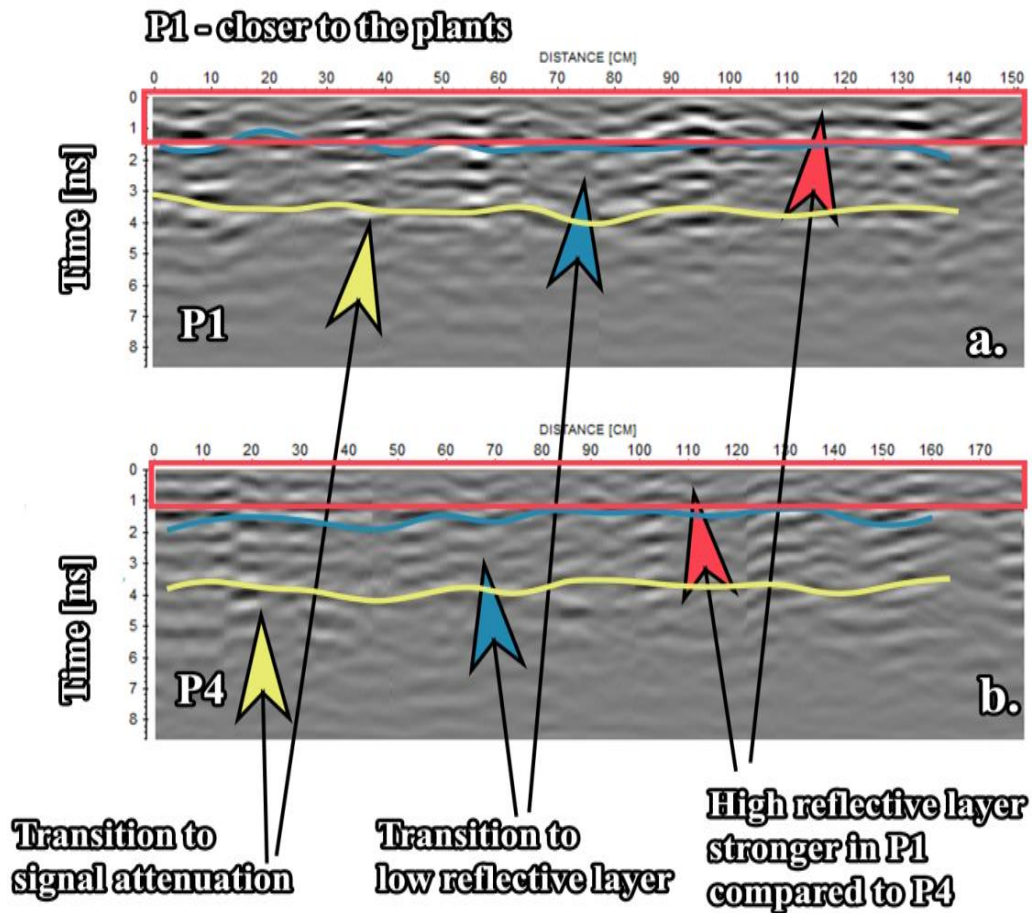 P1 - closer to the plants
DISTANCE [CM]
0 10 20 30 40 50 60 70 80 90 100 110 120 130 140 150
0
1
2
3
4
5
6
7
8
Time [ns]
P1
a.
DISTANCE [CM]
0 10 20 30 40 50 60 70 80 90 100 110 120 130 140 150 160 170
0
1
2
3
4
5
6
7
8
Time [ns]
P4
b.
Transition to
signal attenuation
Transition to
low reflective layer
High reflective layer
stronger in P1
compared to P4